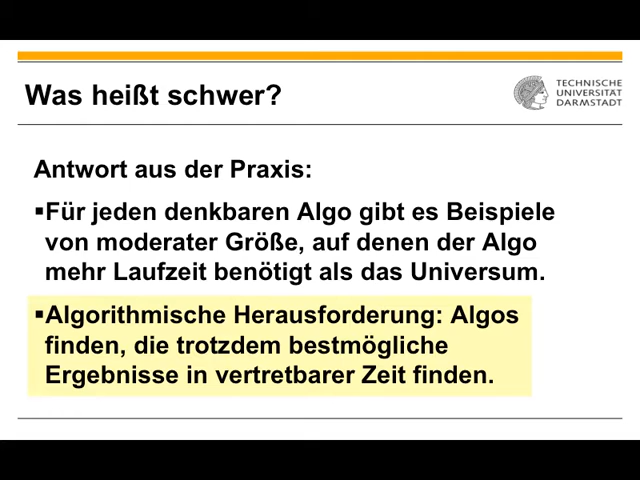 Was heißt schwer?
TECHNISCHE
UNIVERSITÄT
DARMSTADT
Antwort aus der Praxis:
▪Für jeden denkbaren Algo gibt es Beispiele
von moderater Größe, auf denen der Algo
mehr Laufzeit benötigt als das Universum.
▪Algorithmische Herausforderung: Algos
finden, die trotzdem bestmögliche
Ergebnisse in vertretbarer Zeit finden.